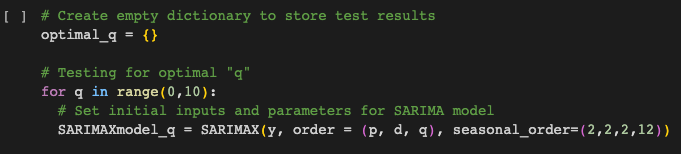 [ ] # Create empty dictionary to store test results
optimal_q = {}
# Testing for optimal "q"
for q in range(0,10):
# Set initial inputs and parameters for SARIMA model
SARIMAXmodel_q = SARIMAX(y, order = (p, d, q), seasonal_order=(2,2,2,12))